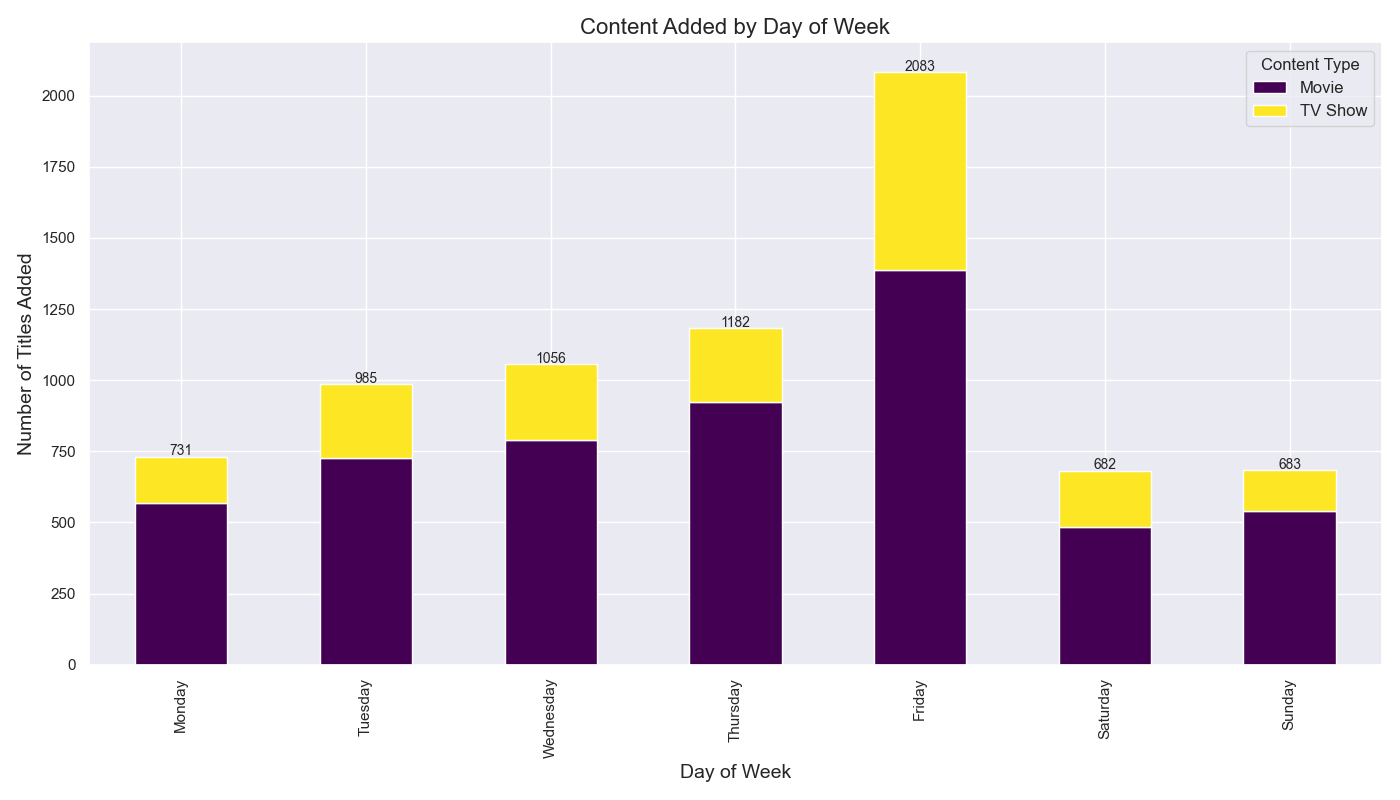 Content Added by Day of Week
Content Type
Movie
TV Show
Number of Titles Added
2000
1750
1500
1250
1000
750
500
250
0
731
985
1056
1182
2083
682
683
Monday
Tuesday
Wednesday
Thursday
Friday
Saturday
Sunday
Day of Week